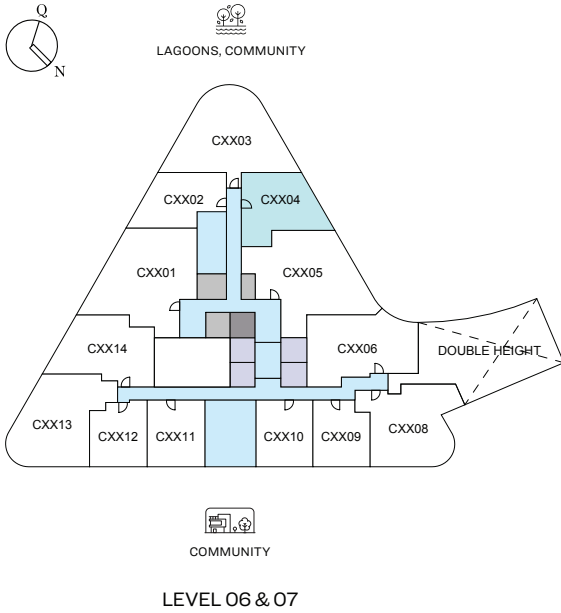 Q
N
LAGOONS, COMMUNITY
CXX03
CXX02
CXX04
CXX01
CXX05
CXX14
CXX06
DOUBLE HEIGHT
CXX13
CXX12
CXX11
CXX10
CXX09
CXX08
COMMUNITY
LEVEL 06 & 07